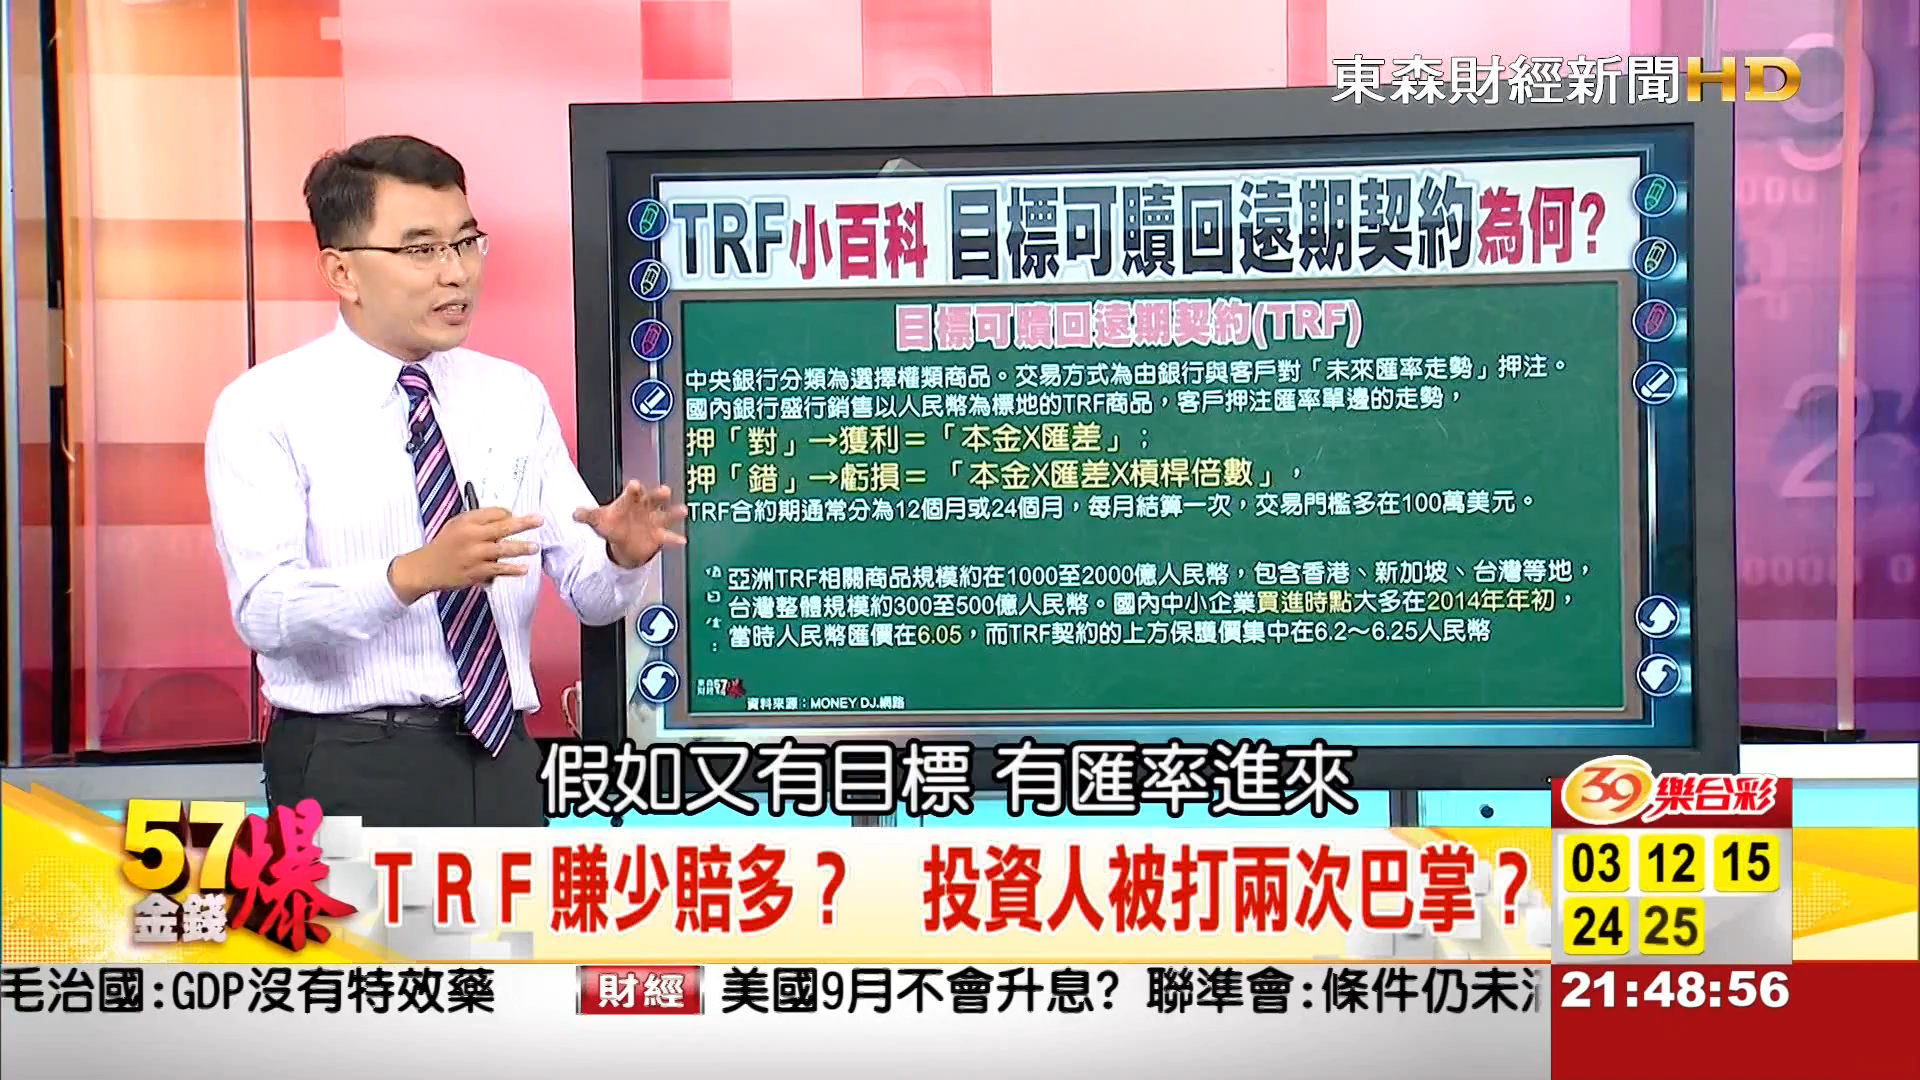 東森財經新聞HD
TRF小百科 目標可贖回遠期契約為何?
目標可贖回遠期契約(TRF)
中央銀行分類為選擇權類商品。交易方式為由銀行與客戶對「未來匯率走勢」押注。
國內銀行盛行銷售以人民幣為標地的TRF商品，客戶押注匯率單邊的走勢，
押「對」→獲利＝「本金X匯差」；
押「錯」→虧損＝「本金X匯差X槓桿倍數」，
TRF合約期通常分為12個月或24個月，每月結算一次，交易門檻多在100萬美元。
亞洲TRF相關商品規模約在1000至2000億人民幣，包含香港、新加坡、台灣等地，
台灣整體規模約300至500億人民幣。國內中小企業買進時點大多在2014年年初，
當時人民幣匯價在6.05，而TRF契約的上方保護價集中在6.2～6.25人民幣
資料來源：MONEY DJ.網路
假如又有目標 有匯率進來
57金錢爆
TRF賺少賠多？ 投資人被打兩次巴掌？
39樂合彩
03 12 15
24 25
毛治國:GDP沒有特效藥 財經 美國9月不會升息? 聯準會:條件仍未
21:48:56